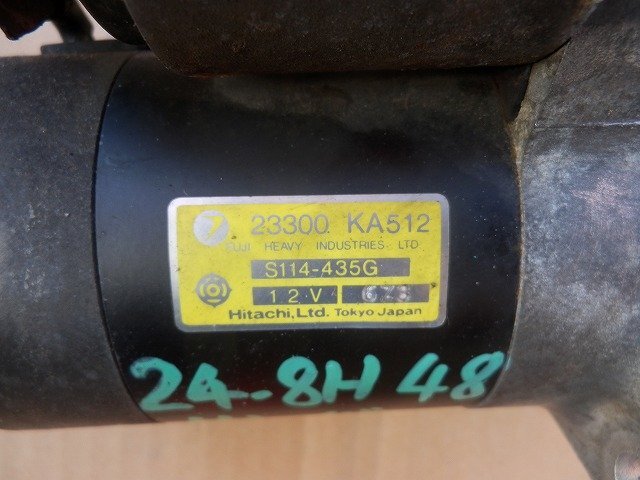 23300 KA512
FUJI HEAVY INDUSTRIES LTD
S114-435G
12V
Hitachi, Ltd. Tokyo Japan
24-8H 48